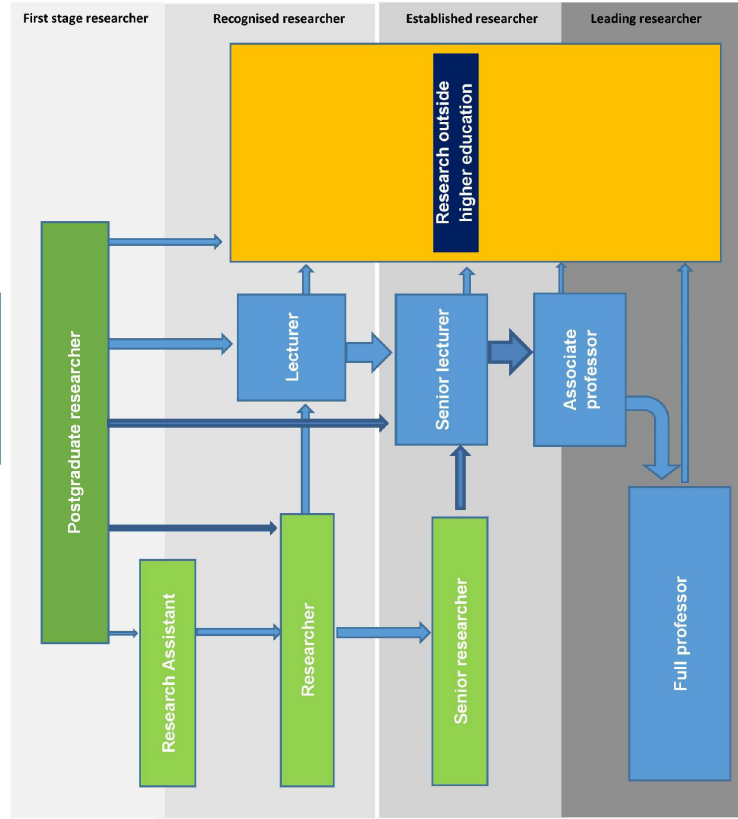 First stage researcher
Recognised researcher
Established researcher
Leading researcher
Research outside
higher education
Postgraduate researcher
Lecturer
Senior lecturer
Associate
professor
Research Assistant
Researcher
Senior researcher
Full professor